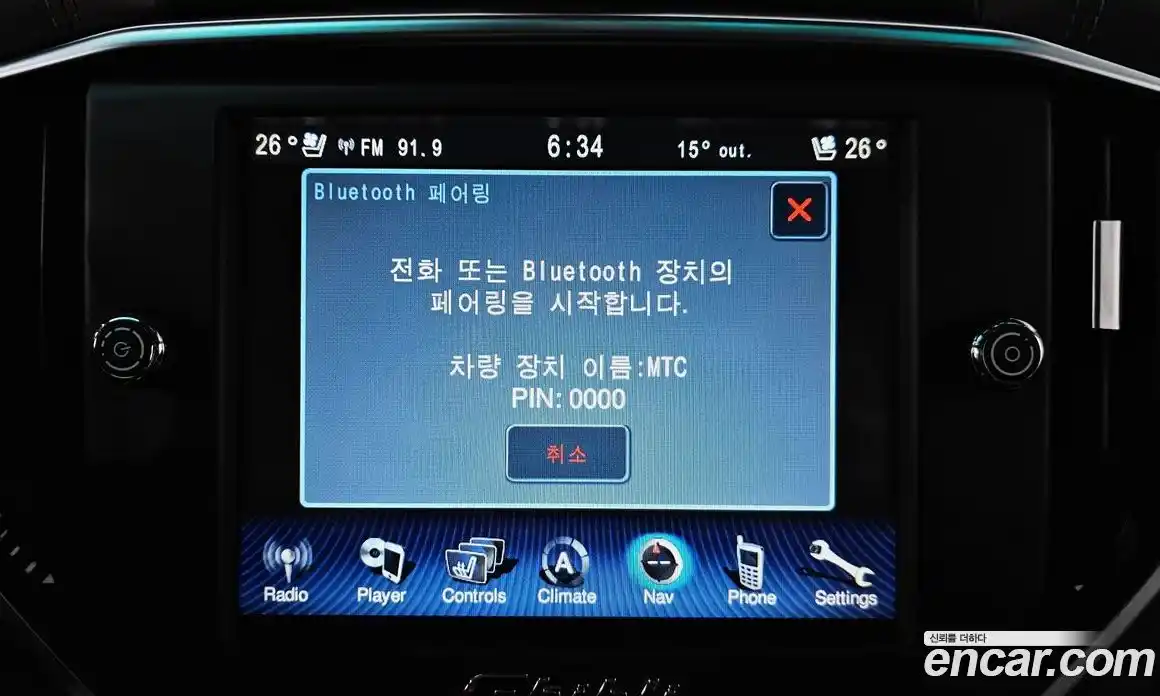 26° FM 91.9 6:34 15° out. 26°
Bluetooth 페어링
전화 또는 Bluetooth 장치의
페어링을 시작합니다.
차량 장치 이름:MTC
PIN: 0000
취소
Radio Player Controls Climate Nav Phone Settings
신뢰를 더하다
encar.com